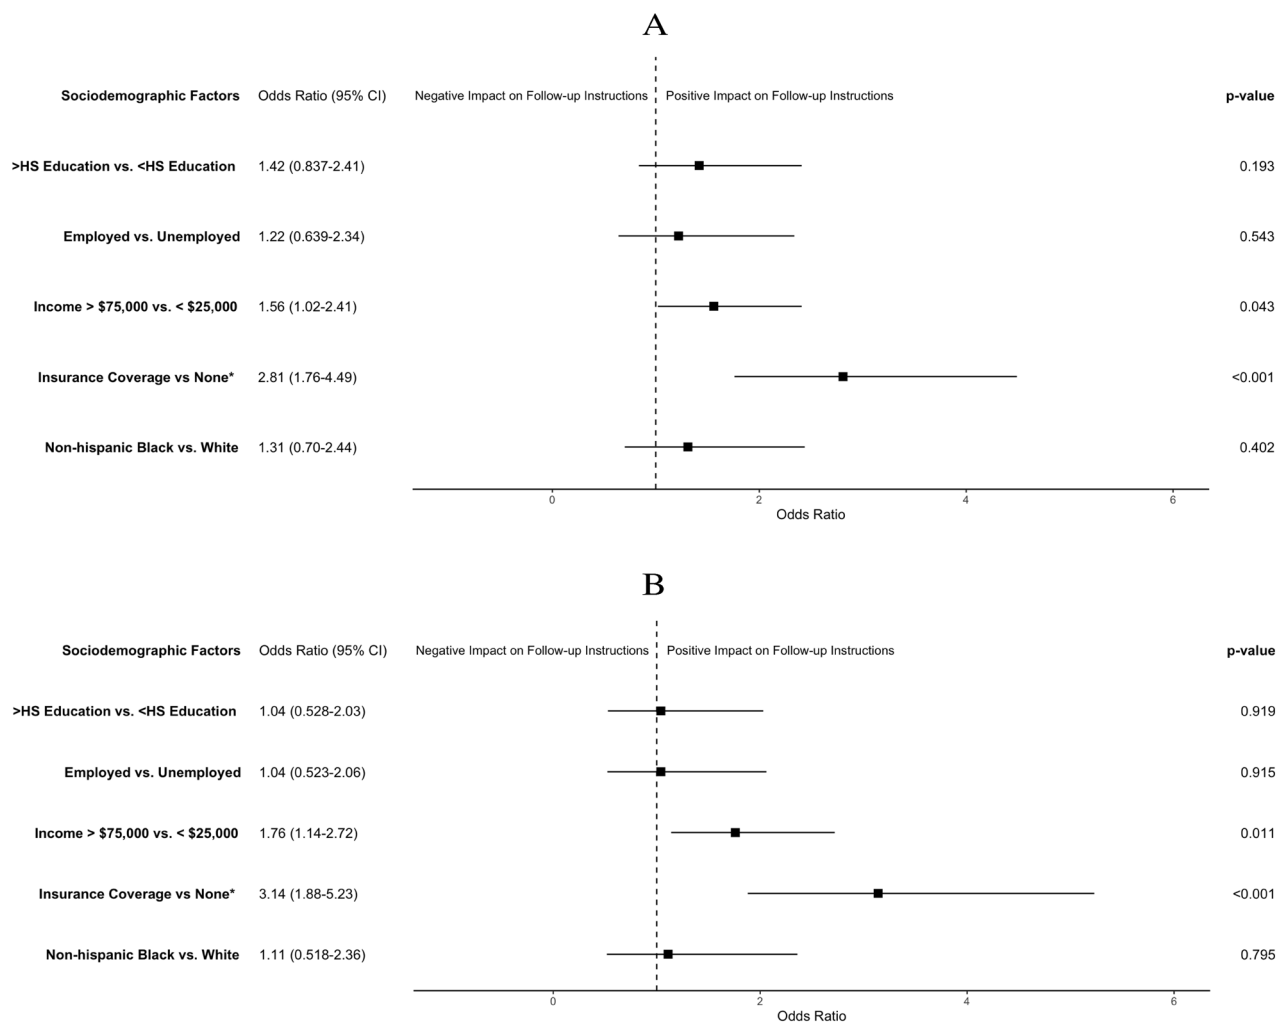 A
Sociodemographic Factors Odds Ratio (95% CI) Negative Impact on Follow-up Instructions Positive Impact on Follow-up Instructions p-value
>HS Education vs. <HS Education 1.42 (0.837-2.41) 0.193
Employed vs. Unemployed 1.22 (0.639-2.34) 0.543
Income > $75,000 vs. < $25,000 1.56 (1.02-2.41) 0.043
Insurance Coverage vs None* 2.81 (1.76-4.49) <0.001
Non-hispanic Black vs. White 1.31 (0.70-2.44) 0.402
0 2 4 6
Odds Ratio
B
Sociodemographic Factors Odds Ratio (95% CI) Negative Impact on Follow-up Instructions Positive Impact on Follow-up Instructions p-value
>HS Education vs. <HS Education 1.04 (0.528-2.03) 0.919
Employed vs. Unemployed 1.04 (0.523-2.06) 0.915
Income > $75,000 vs. < $25,000 1.76 (1.14-2.72) 0.011
Insurance Coverage vs None* 3.14 (1.88-5.23) <0.001
Non-hispanic Black vs. White 1.11 (0.518-2.36) 0.795
0 2 4 6
Odds Ratio